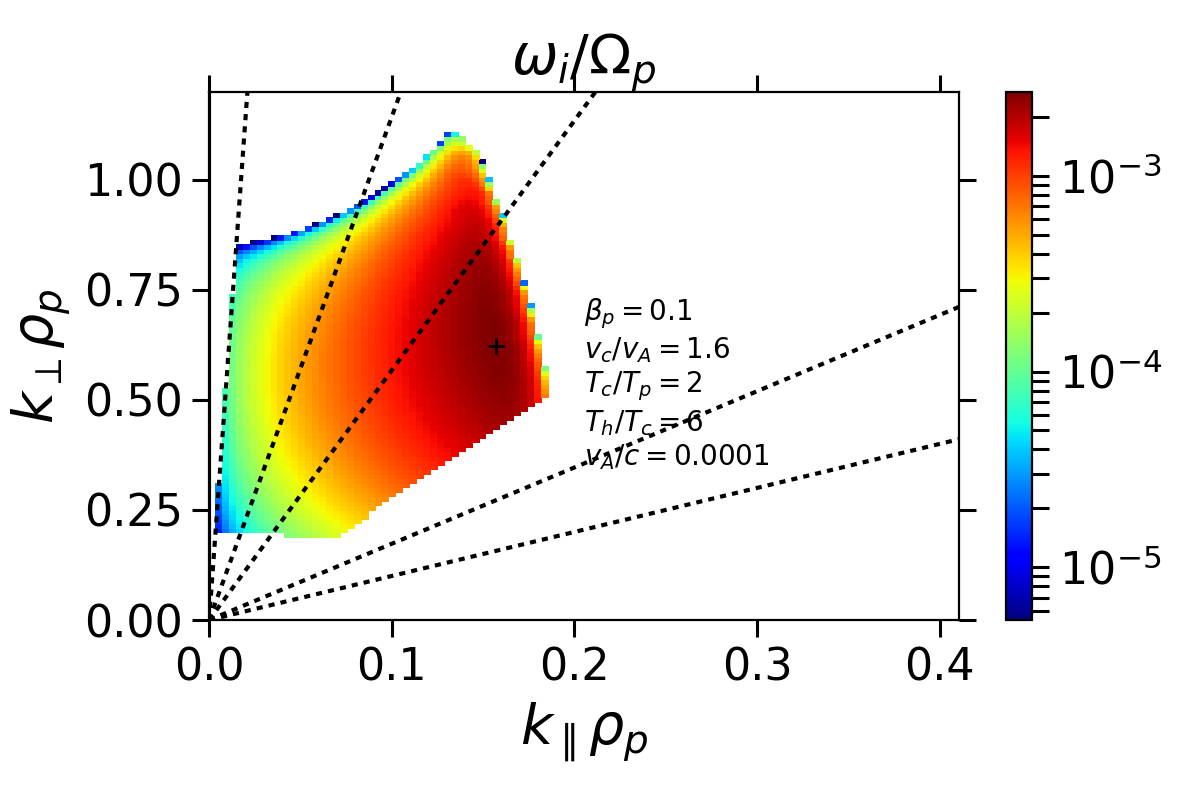 ω_i/Ω_p
k_⊥ρ_p
1.00
0.75
0.50
0.25
0.00
β_p = 0.1
v_c/v_A = 1.6
T_c/T_p = 2
T_h/T_c = 6
v_A/c = 0.0001
0.0 0.1 0.2 0.3 0.4
k_∥ρ_p
10^{-3}
10^{-4}
10^{-5}